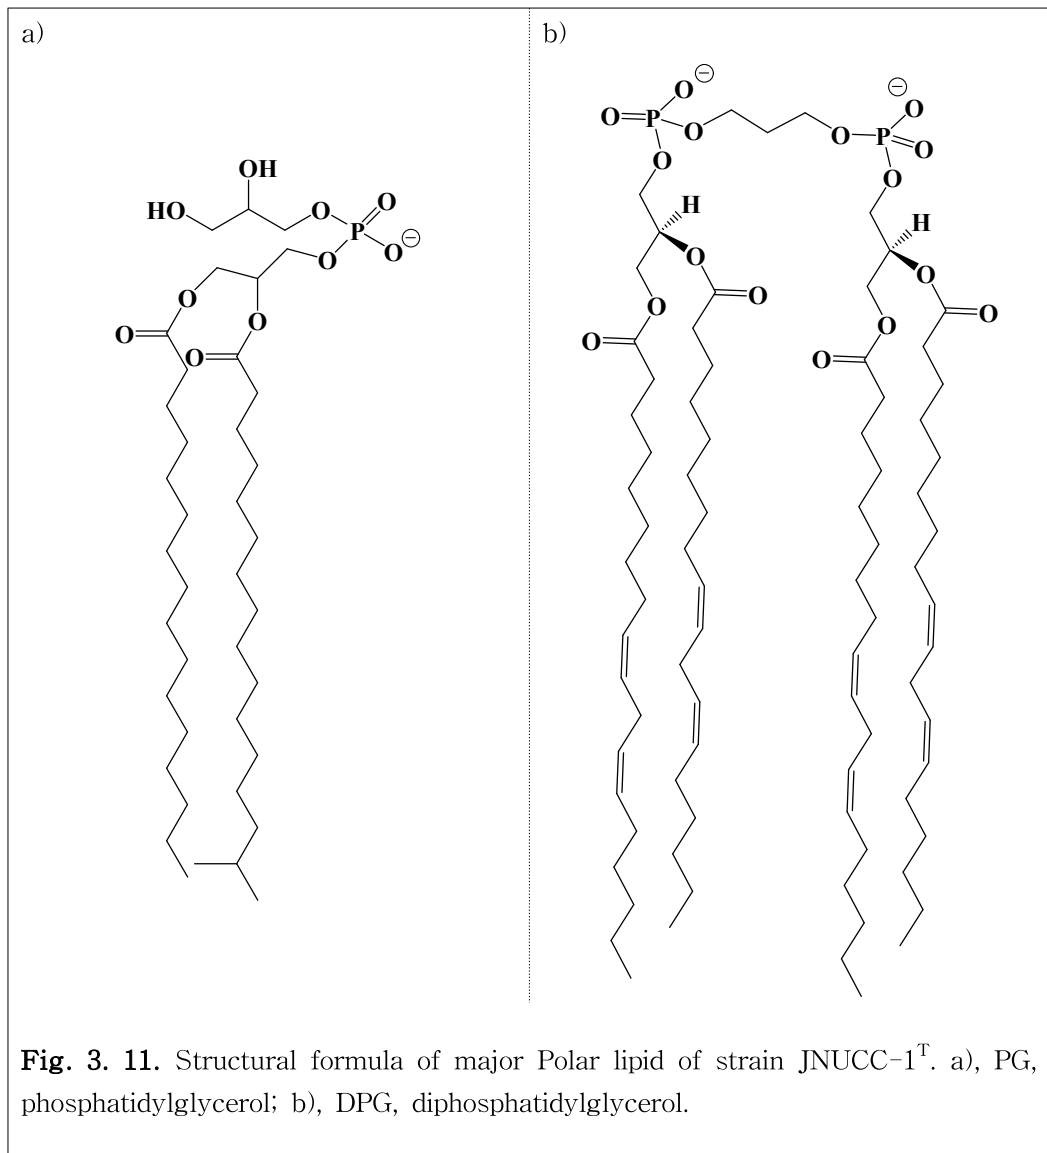 a)
b)
OH
HO
O
O
P
O
⊖
O
O
O
O
O
O
⊖
O
P
O
O
H
O
O
O
O
⊖
O
O
P
O
O
H
O
O
O
O
Fig. 3. 11. Structural formula of major Polar lipid of strain JNUCC-1ᵀ. a), PG,
phosphatidylglycerol; b), DPG, diphosphatidylglycerol.